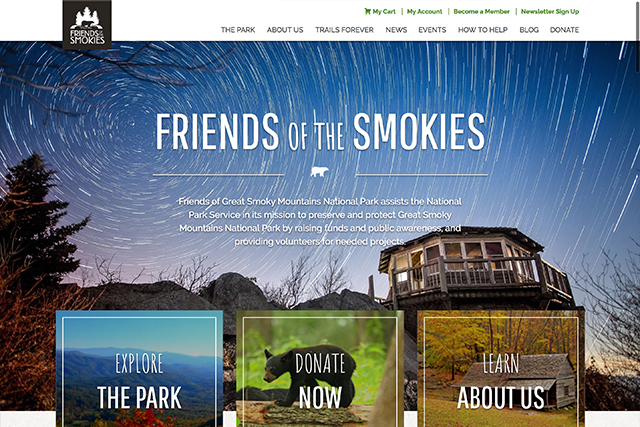 My Cart | My Account | Become a Member | Newsletter Sign Up
FRIENDS OF THE SMOKIES
THE PARK ABOUT US TRAILS FOREVER NEWS EVENTS HOW TO HELP BLOG DONATE
FRIENDS OF THE SMOKIES
Friends of Great Smoky Mountains National Park assists the National
Park Service in its mission to preserve and protect Great Smoky
Mountains National Park by raising funds and public awareness, and
providing volunteers for needed projects.
EXPLORE
THE PARK
DONATE
NOW
LEARN
ABOUT US